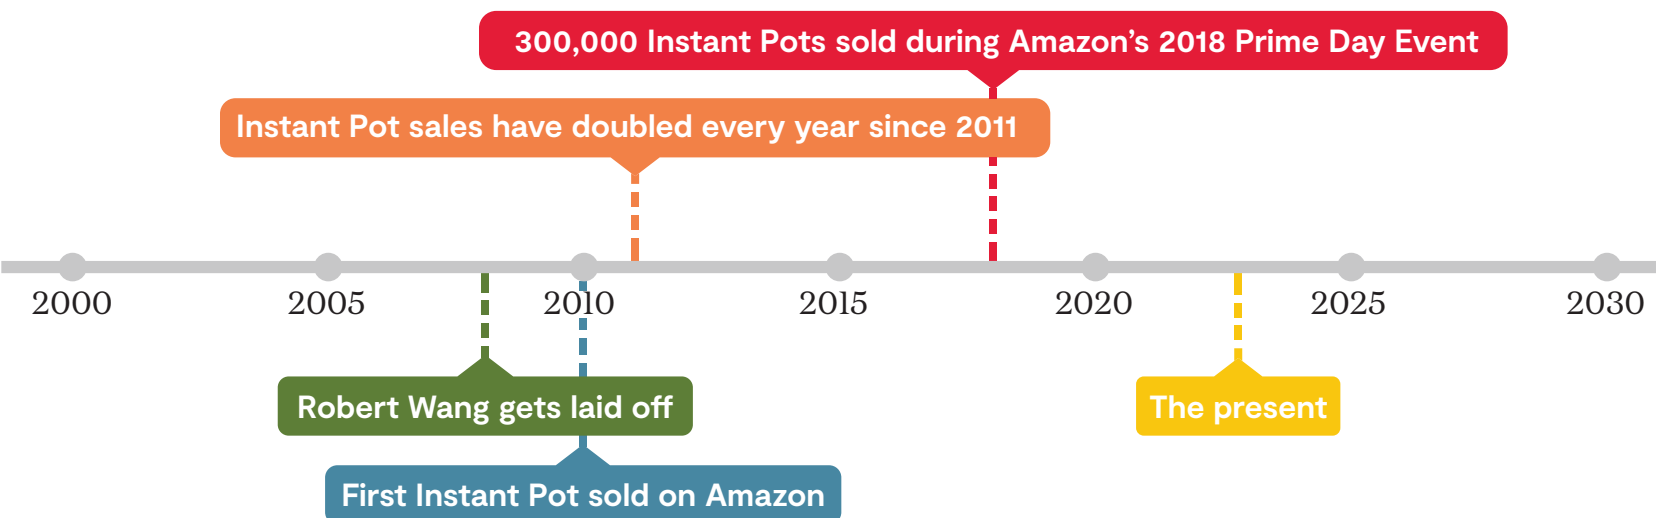 300,000 Instant Pots sold during Amazon’s 2018 Prime Day Event
Instant Pot sales have doubled every year since 2011
2000 2005 2010 2015 2020 2025 2030
Robert Wang gets laid off
The present
First Instant Pot sold on Amazon